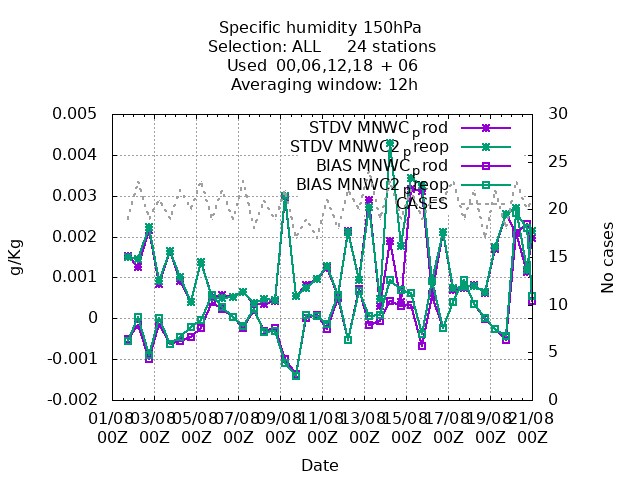 Specific humidity 150hPa
Selection: ALL 24 stations
Used 00,06,12,18 + 06
Averaging window: 12h
0.005
0.004
0.003
0.002
0.001
0
-0.001
-0.002
g/Kg
30
25
20
15
10
5
0
No cases
STDV MNWC_prod
STDV MNWC2_preop
BIAS MNWC_prod
BIAS MNWC2_preop
CASES
01/08 03/08 05/08 07/08 09/08 11/08 13/08 15/08 17/08 19/08 21/08
00Z 00Z 00Z 00Z 00Z 00Z 00Z 00Z 00Z 00Z 00Z
Date